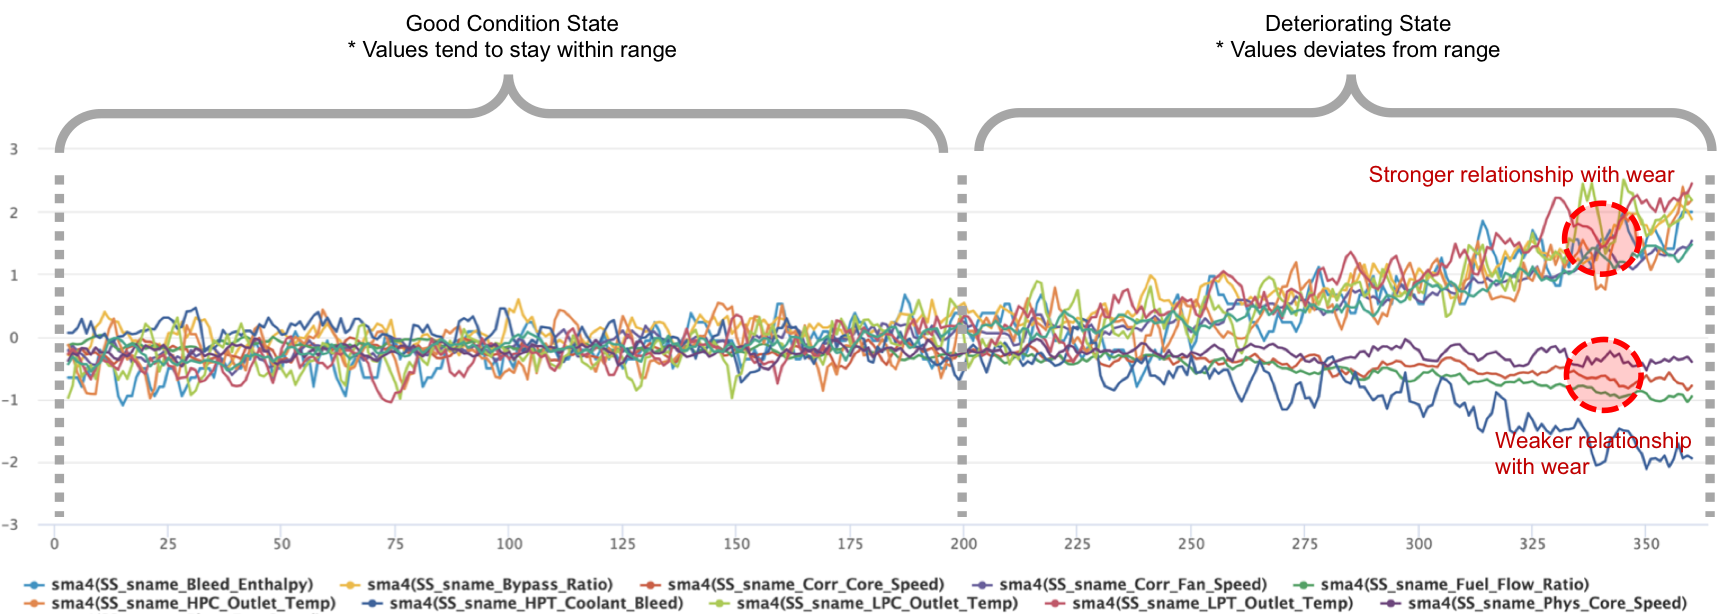 Good Condition State
* Values tend to stay within range
Deteriorating State
* Values deviates from range
3
Stronger relationship with wear
2
1
0
-1
Weaker relationship
with wear
-2
-3
0 25 50 75 100 125 150 175 200 225 250 275 300 325 350
sma4(SS_sname_Bleed_Enthalpy) sma4(SS_sname_Bypass_Ratio) sma4(SS_sname_Corr_Core_Speed) sma4(SS_sname_Corr_Fan_Speed) sma4(SS_sname_Fuel_Flow_Ratio)
sma4(SS_sname_HPC_Outlet_Temp) sma4(SS_sname_HPT_Coolant_Bleed) sma4(SS_sname_LPC_Outlet_Temp) sma4(SS_sname_LPT_Outlet_Temp) sma4(SS_sname_Phys_Core_Speed)